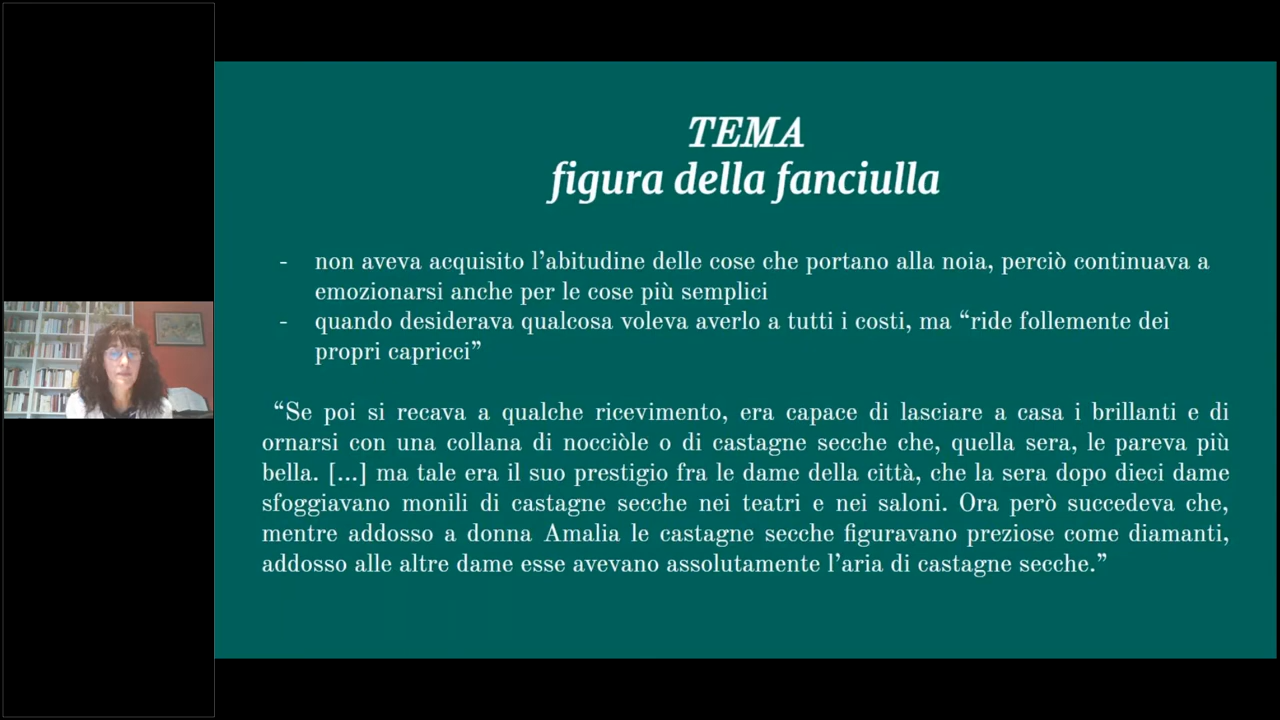 TEMA
figura della fanciulla
- non aveva acquisito l’abitudine delle cose che portano alla noia, perciò continuava a
emozionarsi anche per le cose più semplici
- quando desiderava qualcosa voleva averlo a tutti i costi, ma “ride follemente dei
propri capricci”
“Se poi si recava a qualche ricevimento, era capace di lasciare a casa i brillanti e di
ornarsi con una collana di nocciòle o di castagne secche che, quella sera, le pareva più
bella. [...] ma tale era il suo prestigio fra le dame della città, che la sera dopo dieci dame
sfoggiavano monili di castagne secche nei teatri e nei saloni. Ora però succedeva che,
mentre addosso a donna Amalia le castagne secche figuravano preziose come diamanti,
addosso alle altre dame esse avevano assolutamente l’aria di castagne secche.”